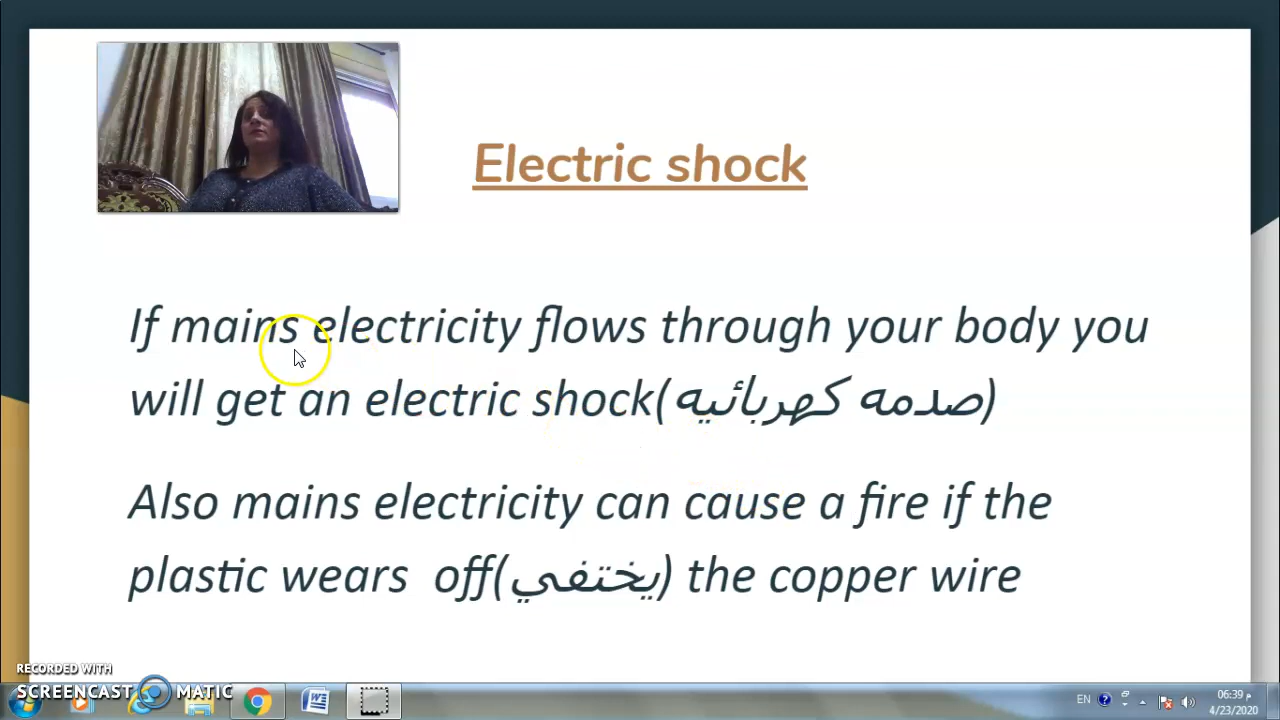 Electric shock
If mains electricity flows through your body you
will get an electric shock(صدمه كهربائيه)
Also mains electricity can cause a fire if the
plastic wears off(يختفي) the copper wire
RECORDED WITH
SCREENCAST MATIC
EN
06:39 م
4/23/2020